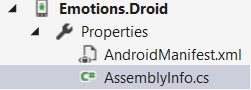 Emotions.Droid
Properties
AndroidManifest.xml
C# AssemblyInfo.cs